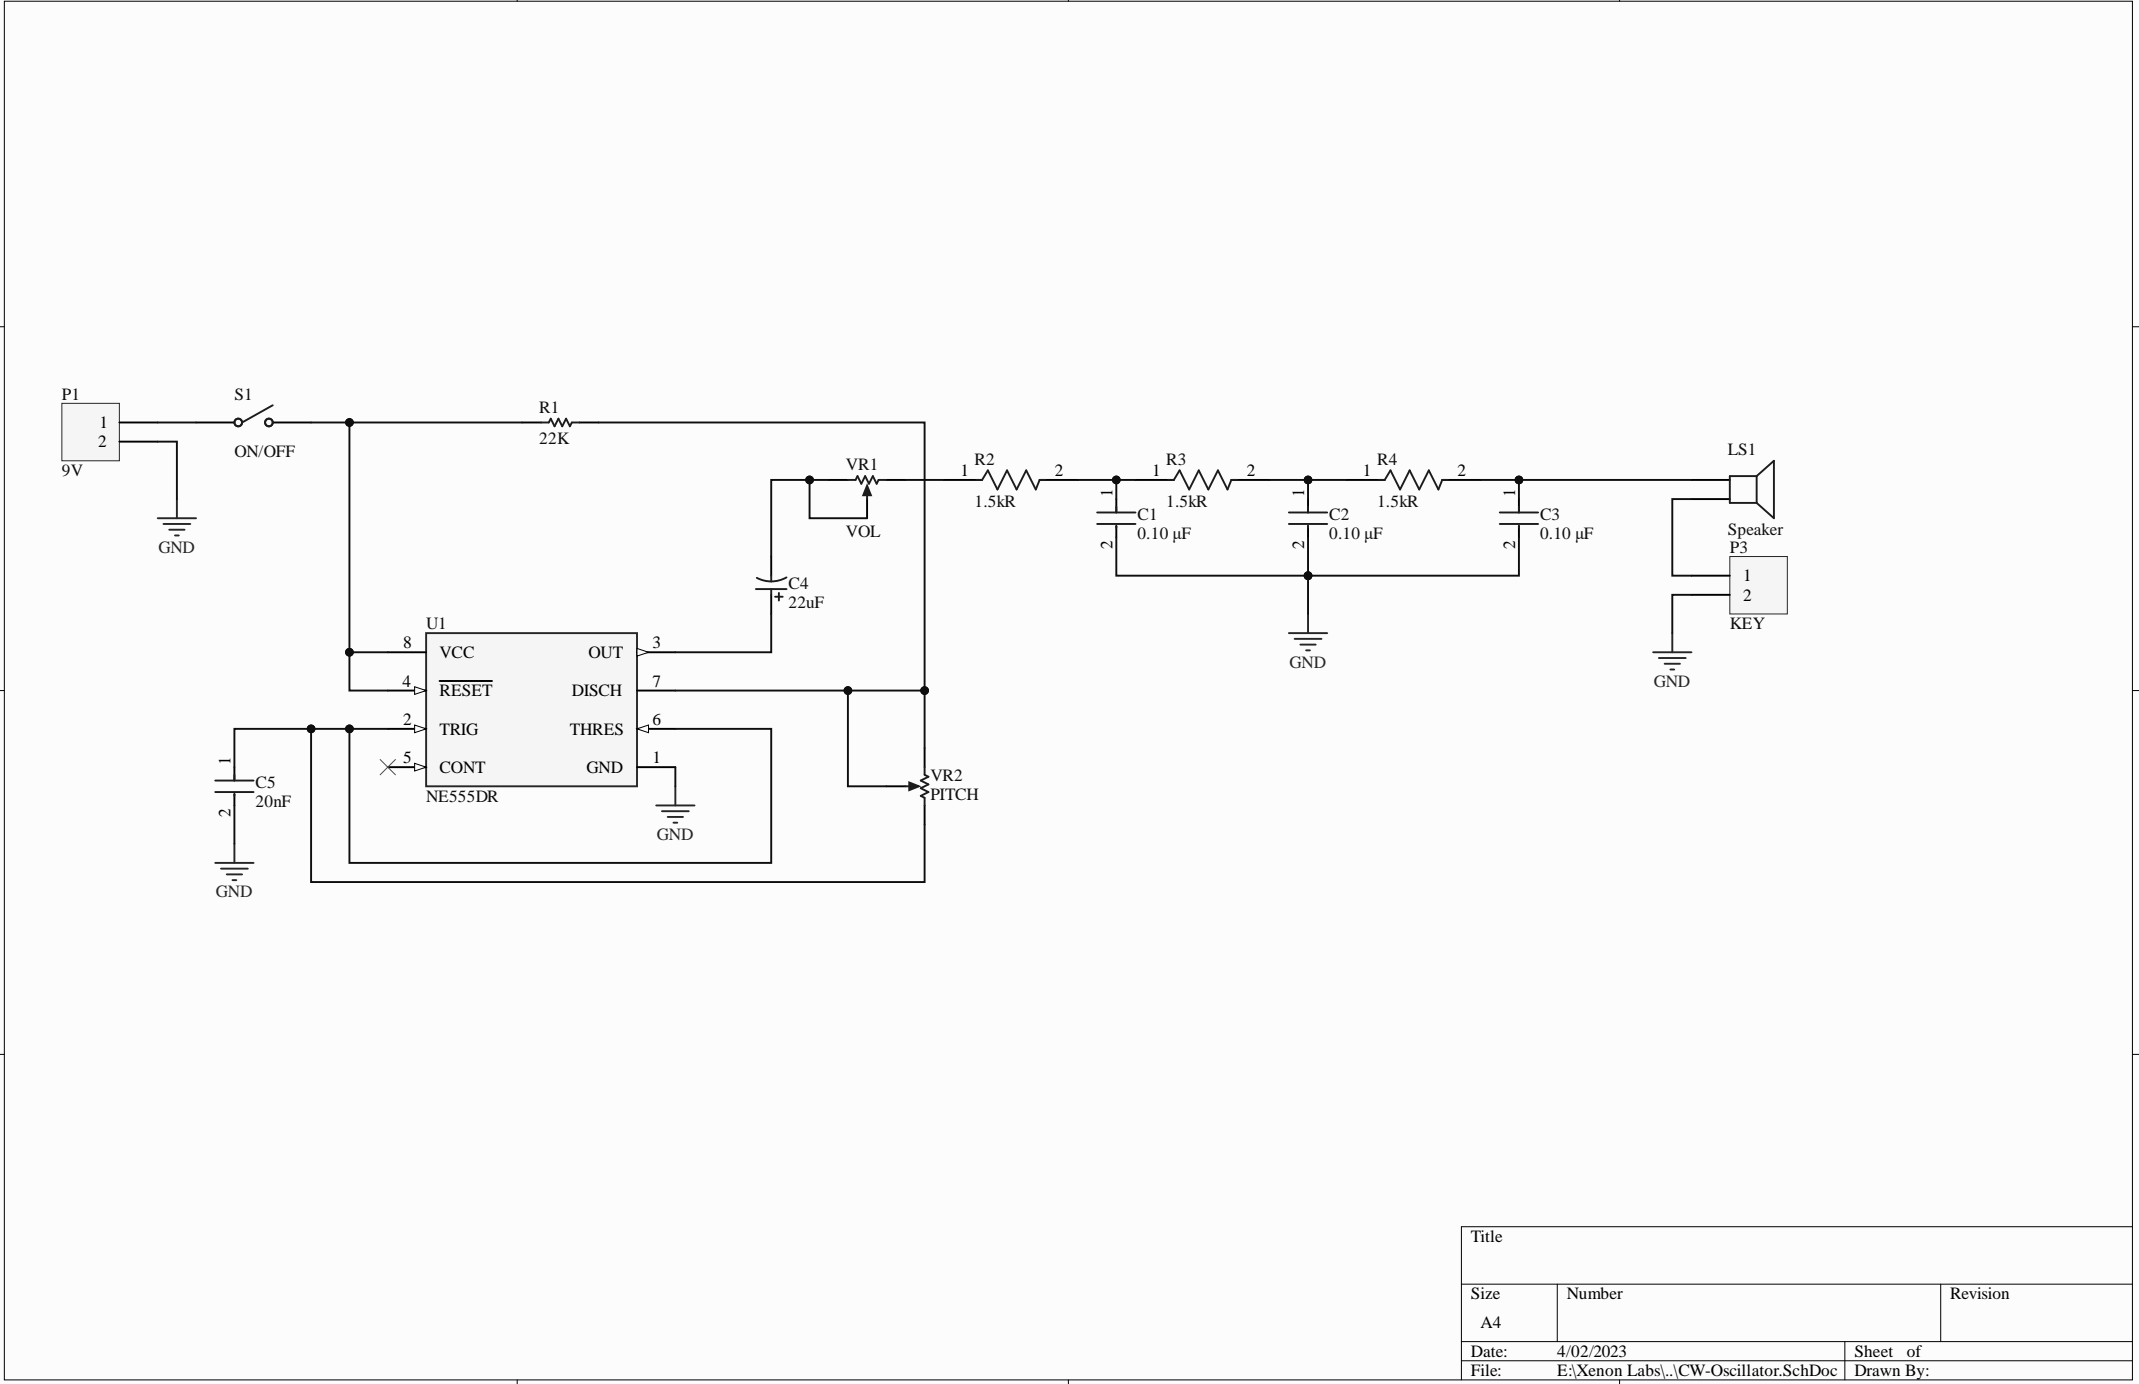 P1
1
2
9V
GND
S1
ON/OFF
R1
22K
VR1
VOL
1 R2 2
1.5kR
1 R3 2
1.5kR
1 R4 2
1.5kR
1
C1
0.10 µF
2
1
C2
0.10 µF
2
1
C3
0.10 µF
2
GND
LS1
Speaker
P3
1
2
KEY
GND
C4
+ 22uF
U1
8 VCC OUT 3
4 RESET DISCH 7
2 TRIG THRES 6
5 CONT GND 1
NE555DR
GND
1
C5
20nF
2
GND
VR2
PITCH
Title
Size Number Revision
A4
Date: 4/02/2023 Sheet of
File: E:\Xenon Labs\..\CW-Oscillator.SchDoc Drawn By: